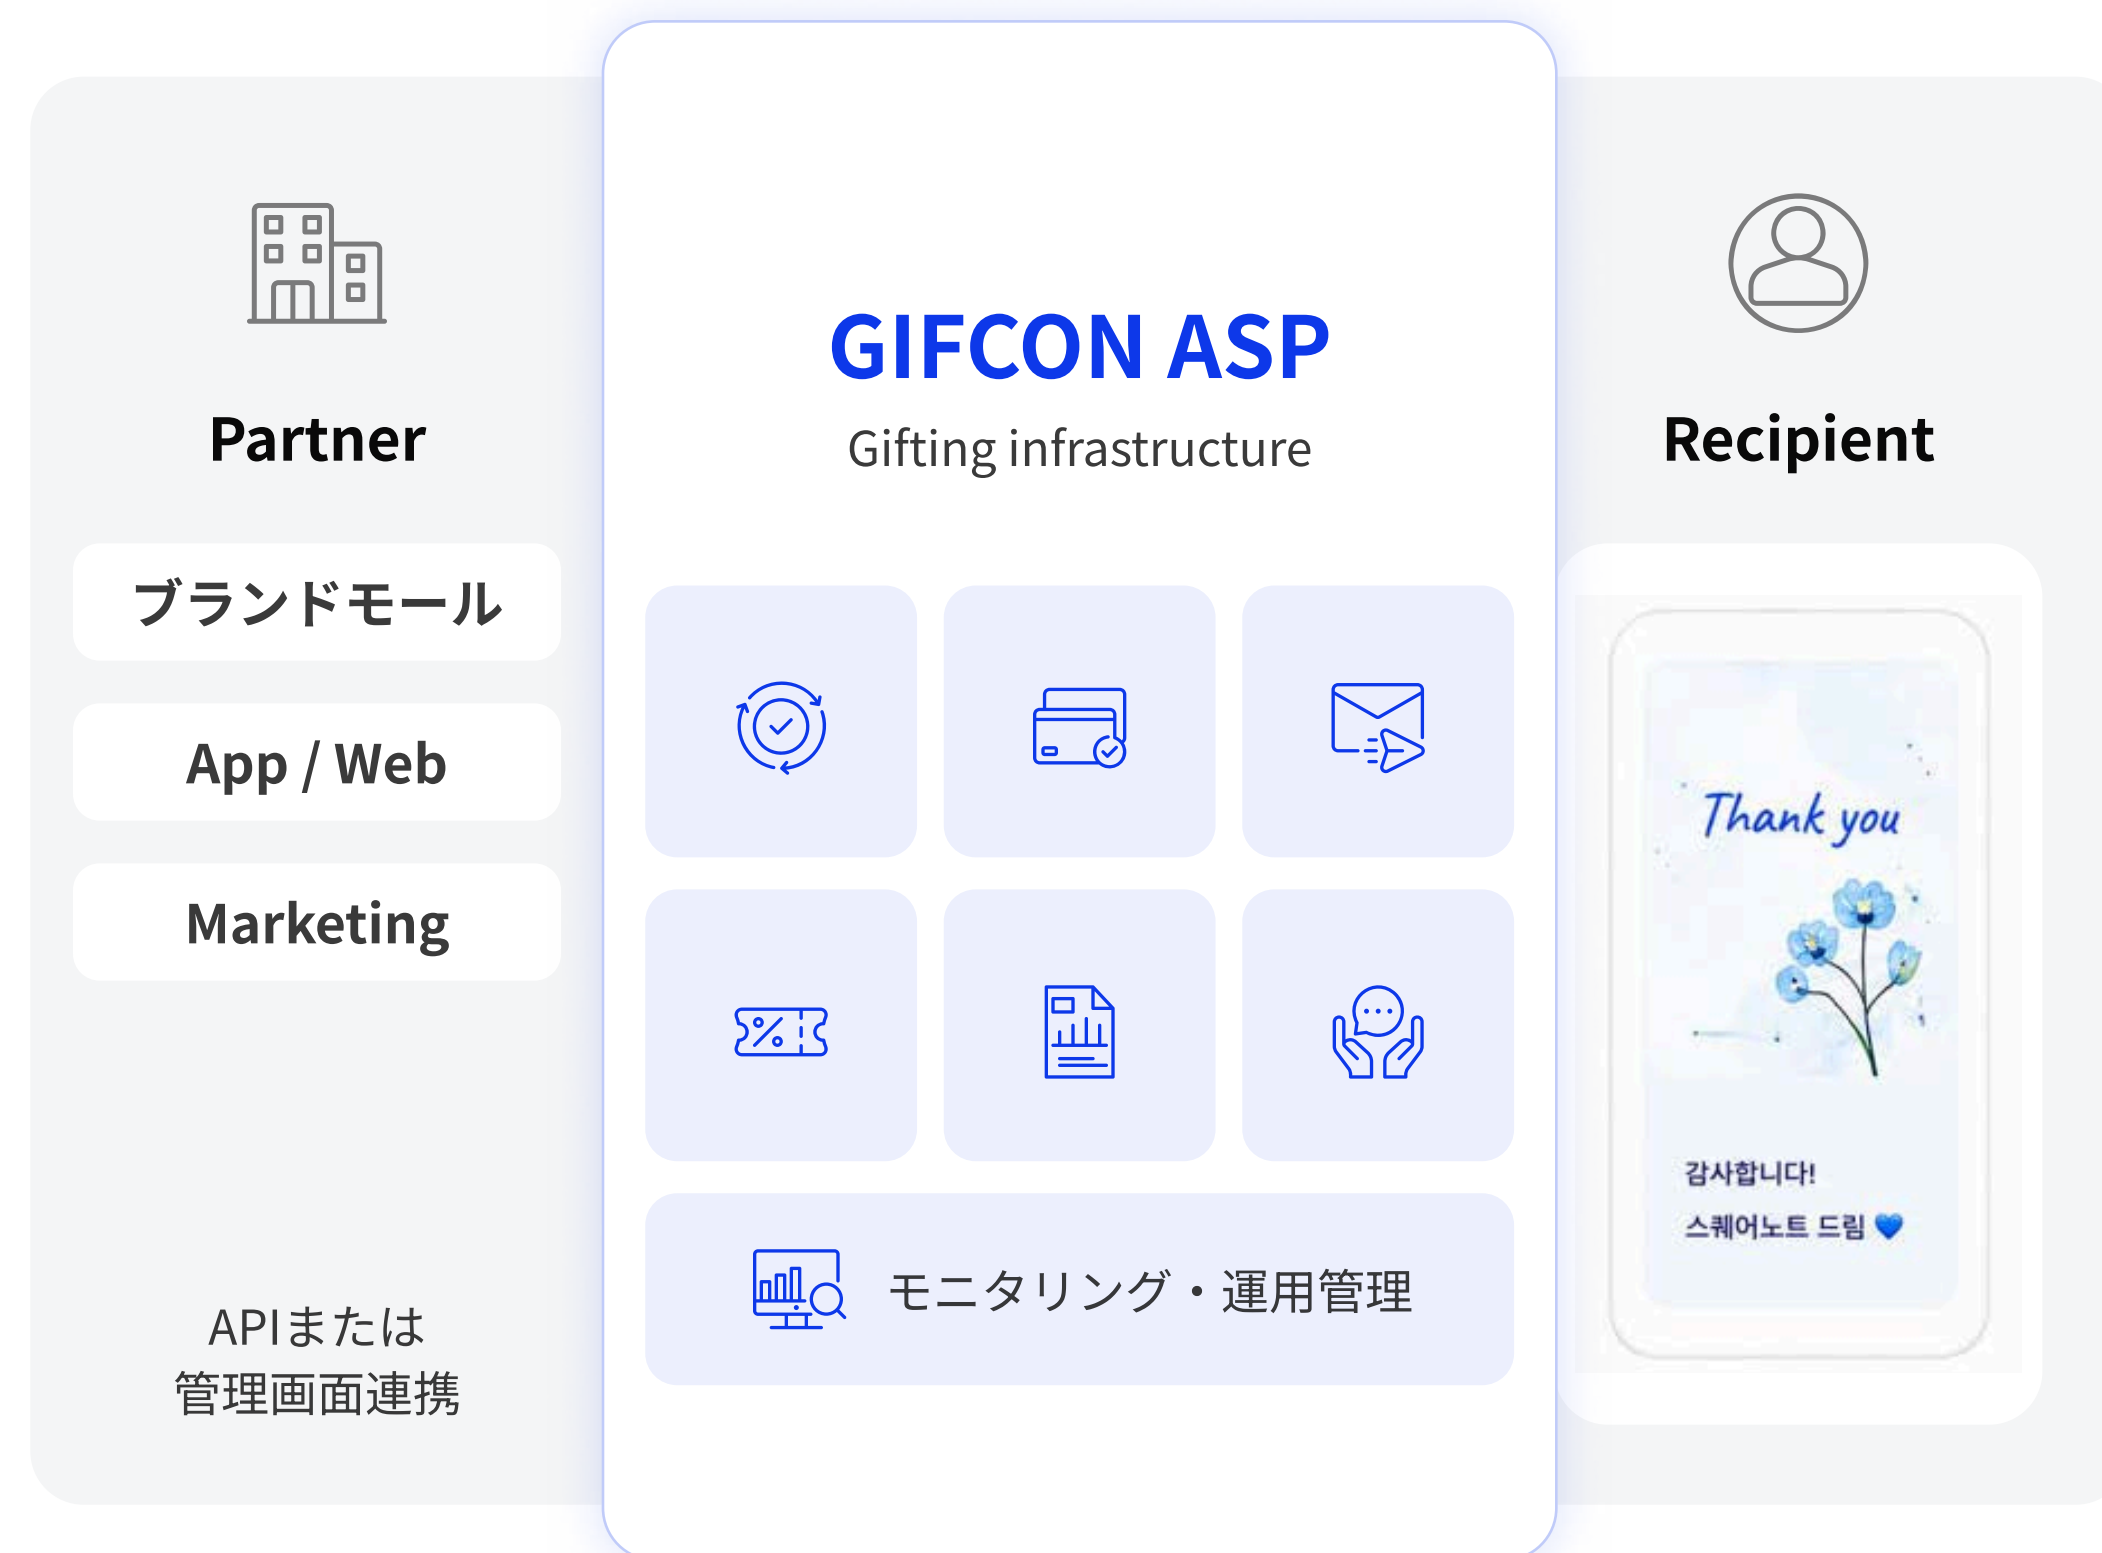 Partner
ブランドモール
App / Web
Marketing
APIまたは
管理画面連携
GIFCON ASP
Gifting infrastructure
モニタリング・運用管理
Recipient
Thank you
감사합니다!
스퀘어노트 드림 💙